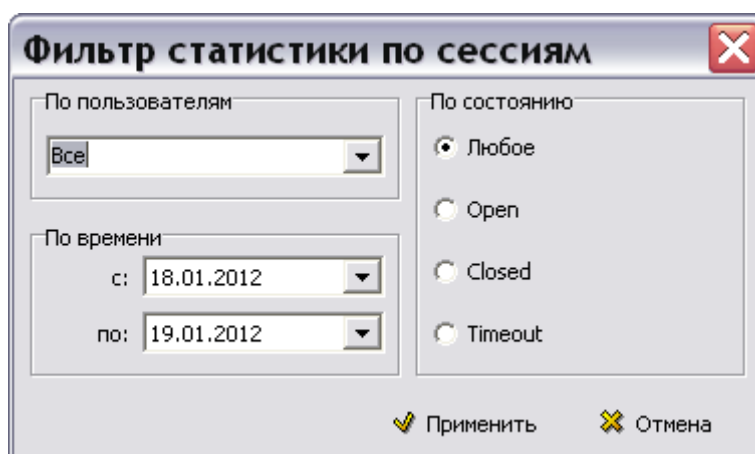 Фильтр статистики по сессиям
По пользователям
Все
По времени
с: 18.01.2012
по: 19.01.2012
По состоянию
Любое
Open
Closed
Timeout
Применить
Отмена